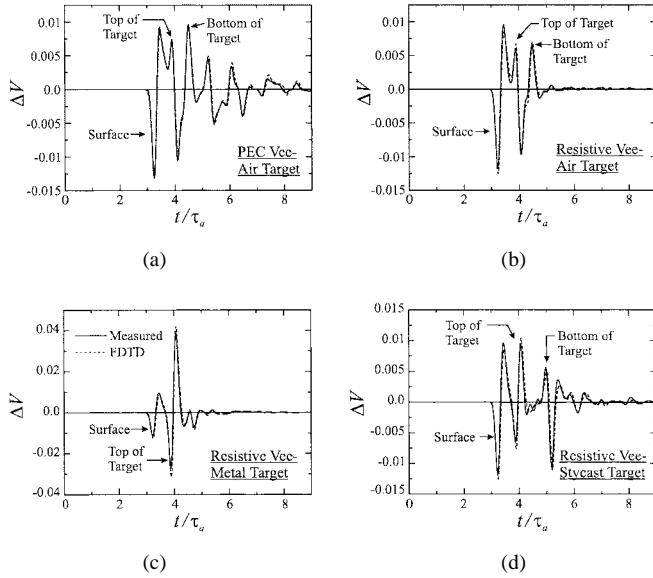 0.015
0.01
0.005
0.0
-0.005
-0.01
-0.015
ΔV
Top of
Target
Bottom of
Target
Surface
PEC Vee-
Air Target
0 2 4 6 8
t/τa
(a)
0.015
0.01
0.005
0.0
-0.005
-0.01
-0.015
ΔV
Top of
Target
Bottom of
Target
Surface
Resistive Vee-
Air Target
0 2 4 6 8
t/τa
(b)
0.04
0.02
0.0
-0.02
-0.04
ΔV
Measured
FDTD
Surface
Top of
Target
Resistive Vee-
Metal Target
0 2 4 6 8
t/τa
(c)
0.015
0.01
0.005
0.0
-0.005
-0.01
-0.015
ΔV
Top of
Target
Bottom of
Target
Surface
Resistive Vee-
Stycast Target
0 2 4 6 8
t/τa
(d)